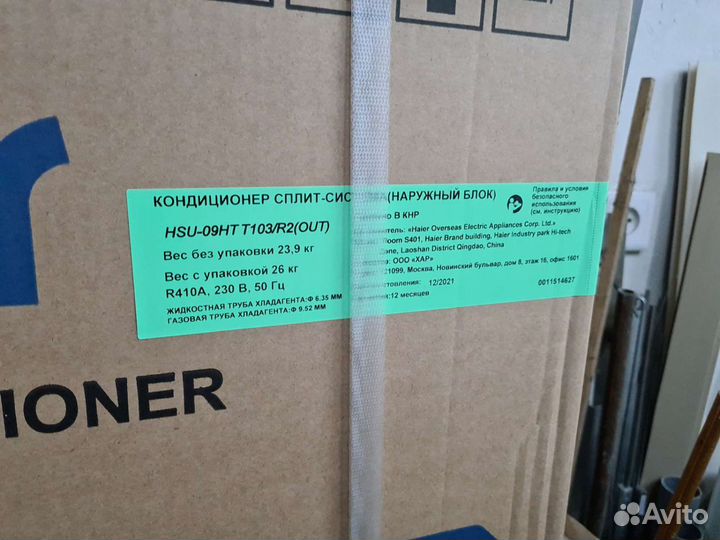 КОНДИЦИОНЕР СПЛИТ-СИС (НАРУЖНЫЙ БЛОК)
HSU-09HT T103/R2(OUT)
Вес без упаковки 23,9 кг
Вес с упаковкой 26 кг
R410A, 230 В, 50 Гц
ЖИДКОСТНАЯ ТРУБА ХЛАДАГЕНТА:Ф 6.35 ММ
ГАЗОВАЯ ТРУБА ХЛАДАГЕНТА:Ф 9.52 ММ
о В КНР
тель: «Haier Overseas Electric Appliances Corp. Ltd.»
Room S401, Haier Brand building, Haier Industry park Hi-tech
one, Laoshan District Qingdao, China
р: ООО «ХАР»
21099, Москва, Новинский бульвар, дом 8, этаж 16, офис 1601
отовления: 12/2021
:12 месяцев
0011514627
Правила и условия
безопасного
использования
(см. инструкцию)
r
IONER
Avito